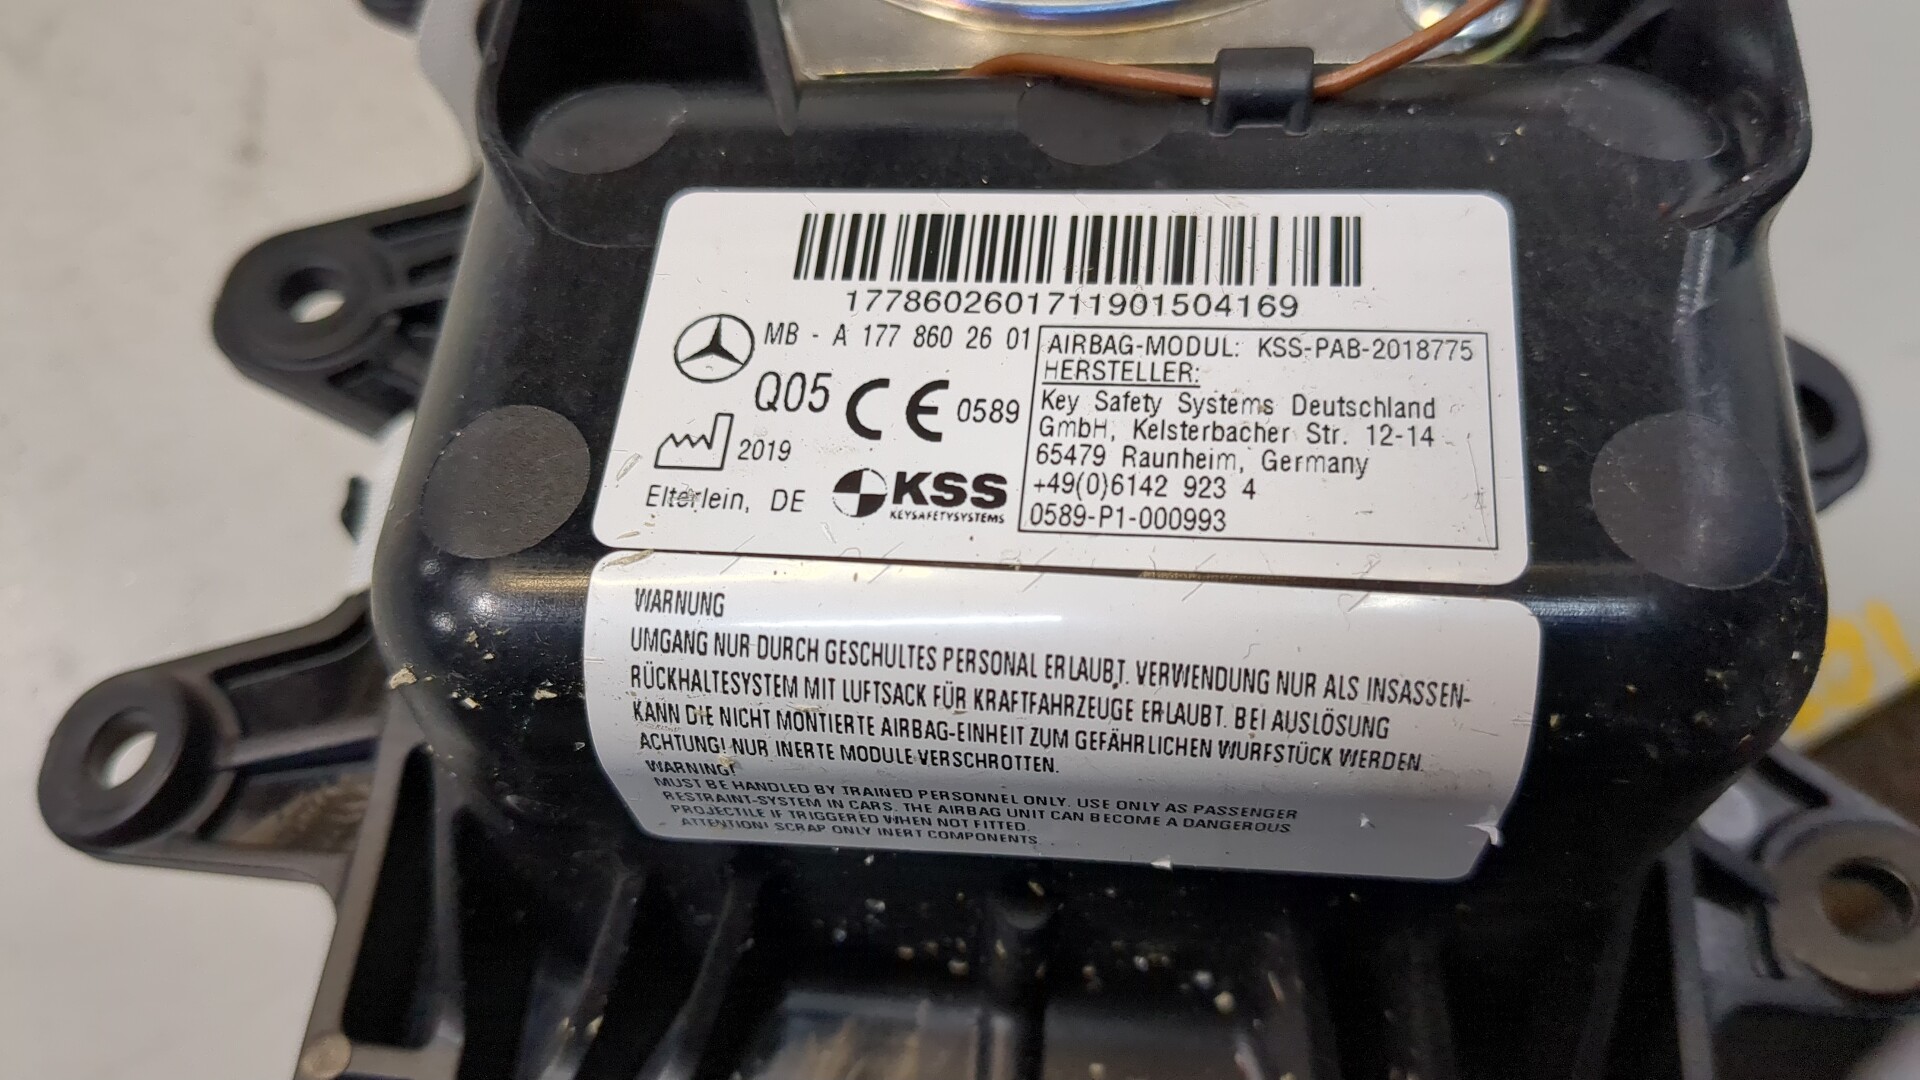 1778602601711901504169
MB - A 177 860 26 01
Q05
CE 0589
2019
Elterlein, DE
KSS
KEYSAFETYSYSTEMS
AIRBAG-MODUL: KSS-PAB-2018775
HERSTELLER:
Key Safety Systems Deutschland
GmbH, Kelsterbacher Str. 12-14
65479 Raunheim, Germany
+49(0)6142 923 4
0589-P1-000993
WARNUNG
UMGANG NUR DURCH GESCHULTES PERSONAL ERLAUBT. VERWENDUNG NUR ALS INSASSEN-
RÜCKHALTESYSTEM MIT LUFTSACK FÜR KRAFTFAHRZEUGE ERLAUBT. BEI AUSLÖSUNG
KANN DIE NICHT MONTIERTE AIRBAG-EINHEIT ZUM GEFÄHRLICHEN WURFSTÜCK WERDEN.
ACHTUNG! NUR INERTE MODULE VERSCHROTTEN.
WARNING!
MUST BE HANDLED BY TRAINED PERSONNEL ONLY. USE ONLY AS PASSENGER
RESTRAINT-SYSTEM IN CARS. THE AIRBAG UNIT CAN BECOME A DANGEROUS
PROJECTILE IF TRIGGERED WHEN NOT FITTED.
ATTENTION! SCRAP ONLY INERT COMPONENTS.